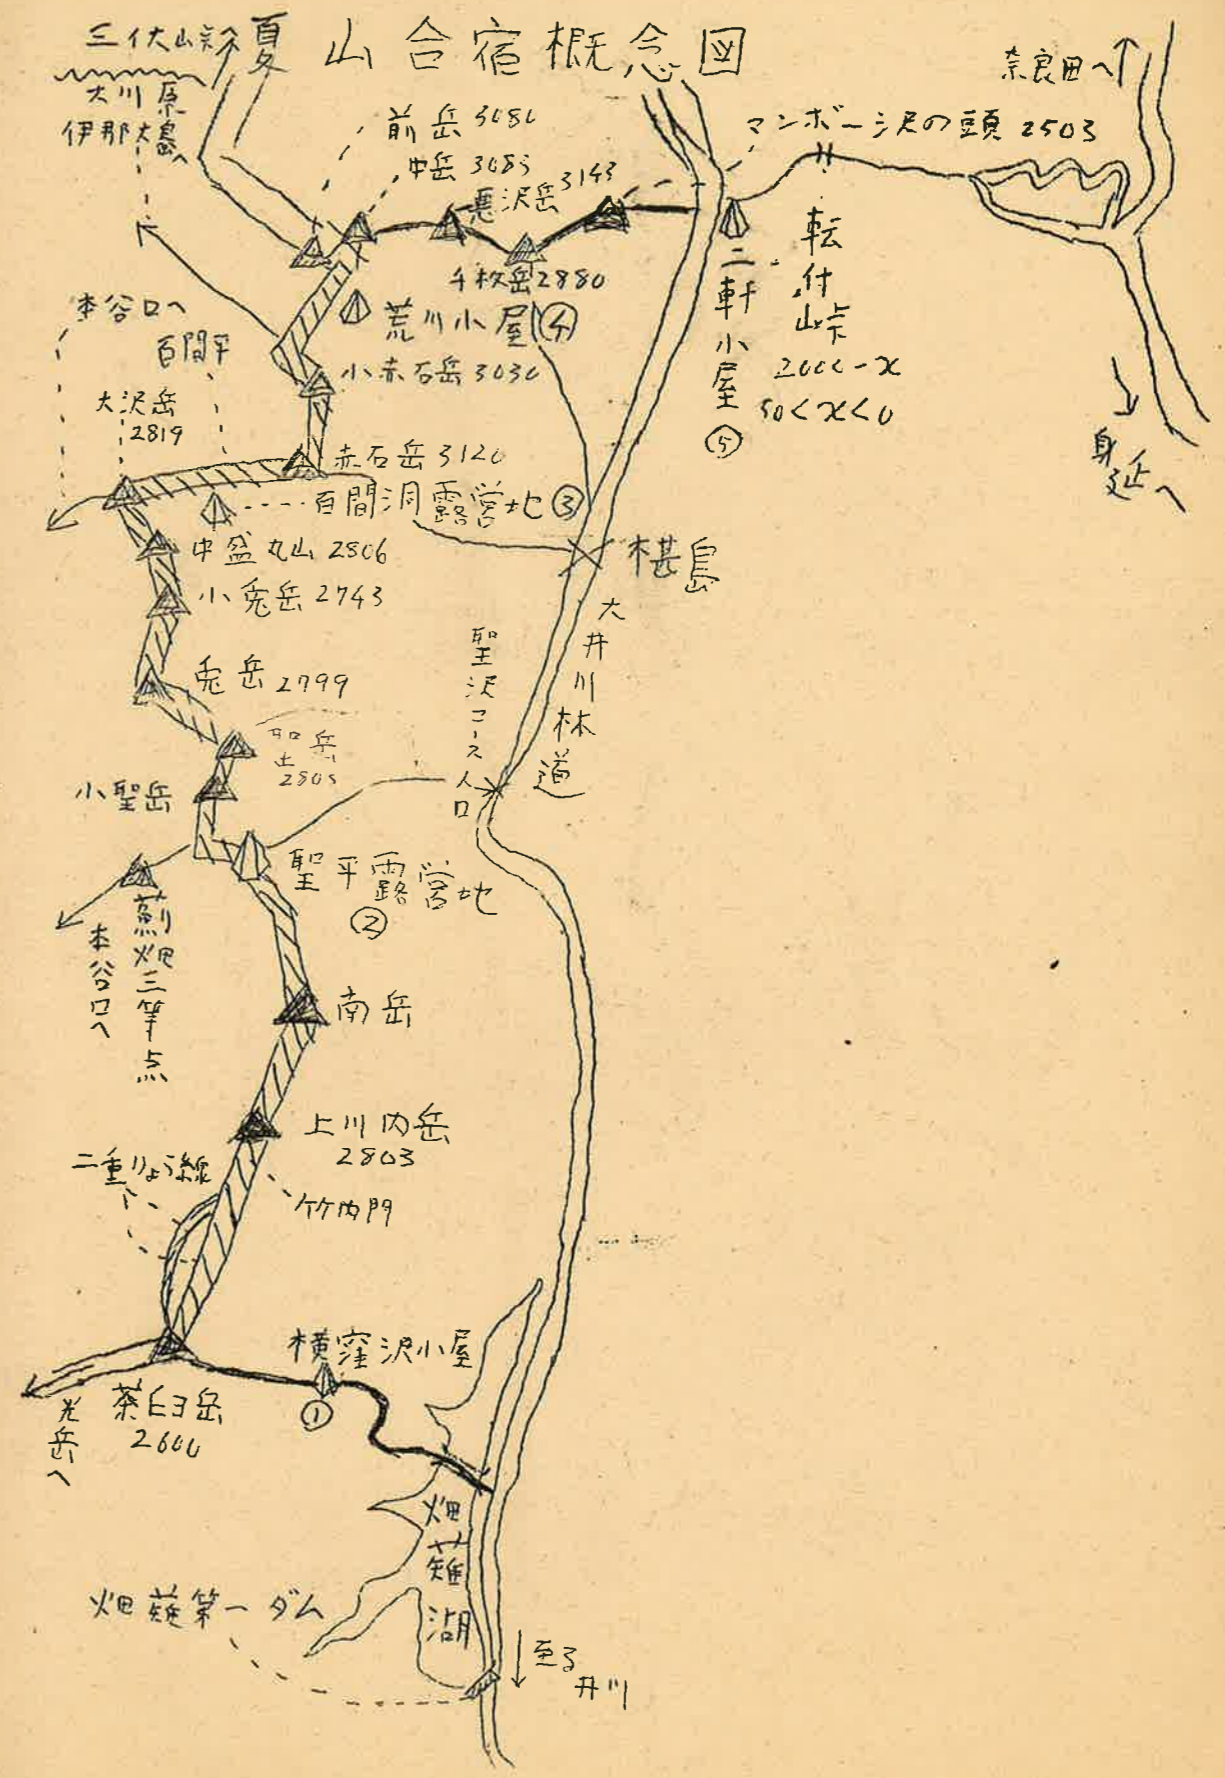 夏山合宿概念図
三伏山峠へ
大川原
伊那大島へ
奈良田へ
前岳 3080
中岳 3083
悪沢岳 3143
マンボー沢の頭 2503
千枚岳 2880
荒川小屋 ④
二軒小屋 ⑤
転付峠
2000-x
50<x<0
身延へ
本谷口へ
百間平
小赤石岳 3030
大沢岳
2819
赤石岳 3120
百間洞露営地 ③
中盛丸山 2806
椹島
小兎岳 2743
大井川林道
兎岳 2799
聖沢コース入口
聖岳
小聖岳
聖平露営地
②
薊畑三等点
本谷口へ
南岳
上川内岳
2803
二重りょう線
竹内門
横窪沢小屋
①
茶臼岳
2600
光岳へ
畑薙湖
畑薙第一ダム
至る
井川